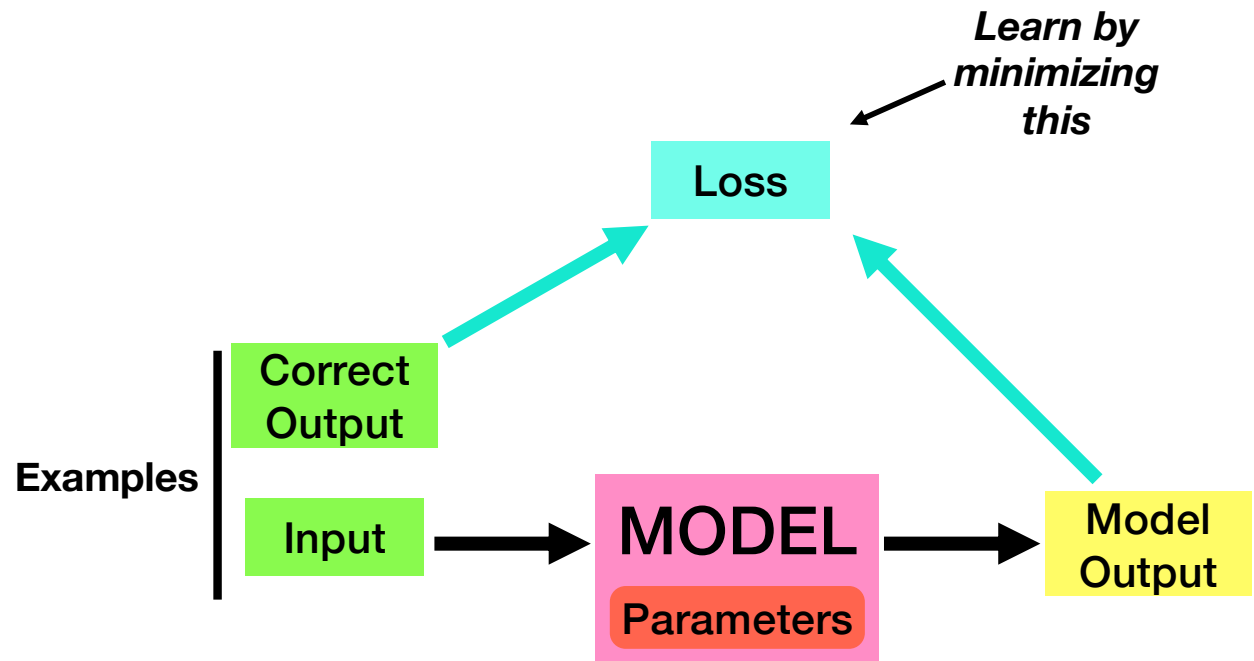 Learn by
minimizing
this
Loss
Correct
Output
Examples
Input
MODEL
Parameters
Model
Output